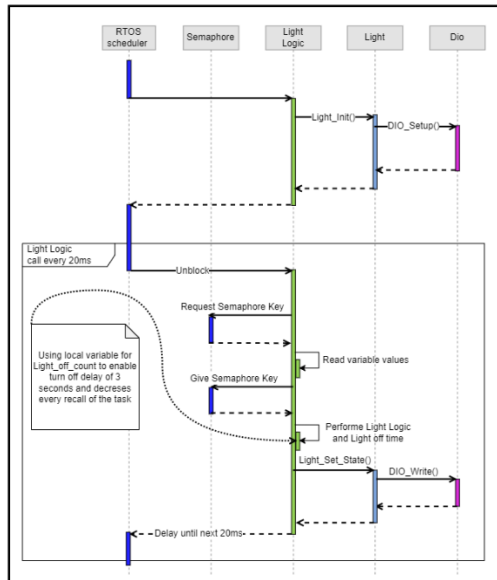 RTOS
scheduler
Semaphore
Light
Logic
Light
Dio
Light_Init()
DIO_Setup()
Light Logic
call every 20ms
Unblock
Request Semaphore Key
Using local variable for
Light_off_count to enable
turn off delay of 3
seconds and decreses
every recall of the task
Read variable values
Give Semaphore Key
Performe Light Logic
and Light off time
Light_Set_State()
DIO_Write()
Delay until next 20ms